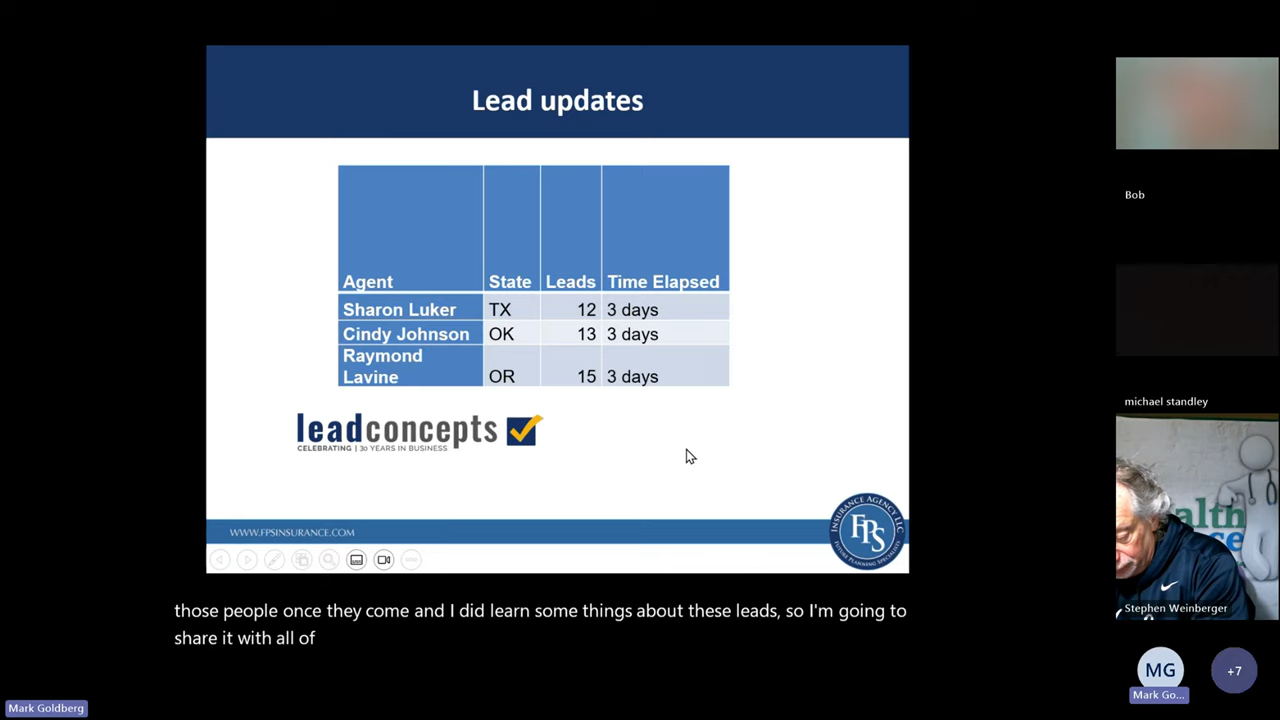 Lead updates
Agent State Leads Time Elapsed
Sharon Luker TX 12 3 days
Cindy Johnson OK 13 3 days
Raymond
Lavine OR 15 3 days
leadconcepts
CELEBRATING | 30 YEARS IN BUSINESS
WWW.FPSINSURANCE.COM
INSURANCE AGENCY LLC
FPS
FUTURE PLANNING SPECIALISTS
those people once they come and I did learn some things about these leads, so I'm going to
share it with all of
Mark Goldberg
Bob
michael standley
Stephen Weinberger
MG
+7
Mark Go...